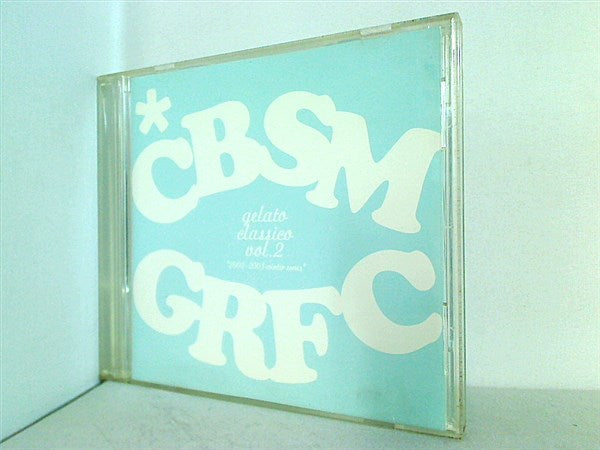 *CBSM
gelato
classico
vol.2
GRFC